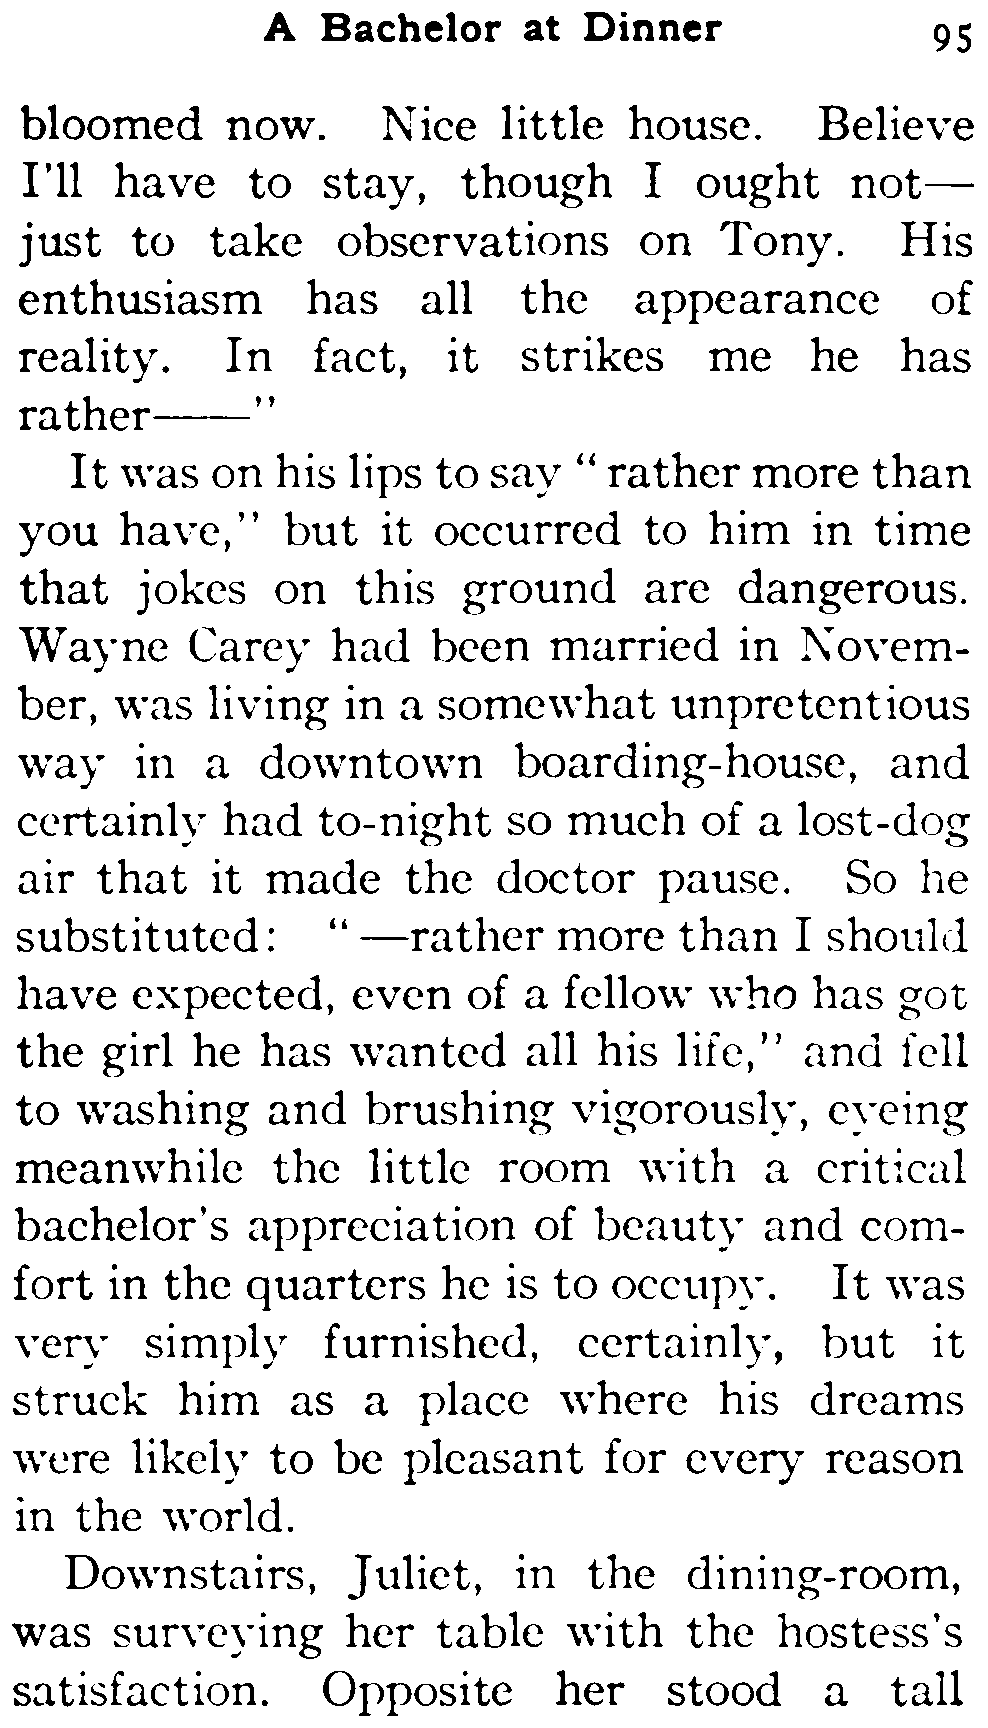 A Bachelor at Dinner 95
bloomed now. Nice little house. Believe
I'll have to stay, though I ought not—
just to take observations on Tony. His
enthusiasm has all the appearance of
reality. In fact, it strikes me he has
rather——"
It was on his lips to say "rather more than
you have," but it occurred to him in time
that jokes on this ground are dangerous.
Wayne Carey had been married in Novem-
ber, was living in a somewhat unpretentious
way in a downtown boarding-house, and
certainly had to-night so much of a lost-dog
air that it made the doctor pause. So he
substituted: "—rather more than I should
have expected, even of a fellow who has got
the girl he has wanted all his life," and fell
to washing and brushing vigorously, eyeing
meanwhile the little room with a critical
bachelor's appreciation of beauty and com-
fort in the quarters he is to occupy. It was
very simply furnished, certainly, but it
struck him as a place where his dreams
were likely to be pleasant for every reason
in the world.
Downstairs, Juliet, in the dining-room,
was surveying her table with the hostess's
satisfaction. Opposite her stood a tall